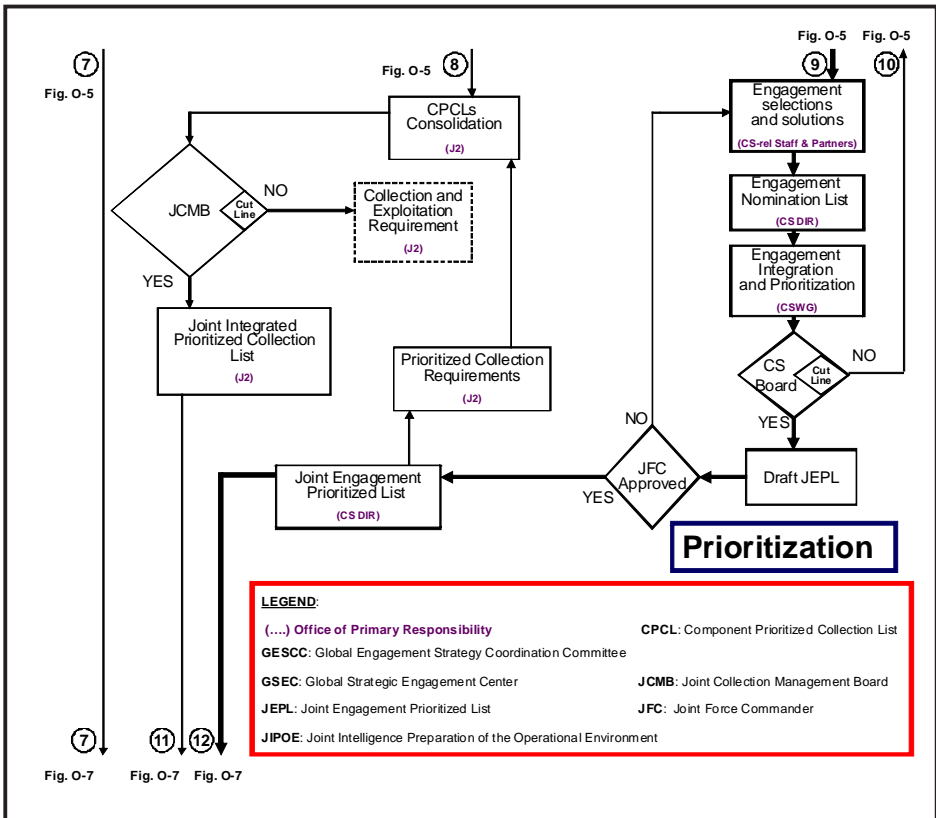 Fig. O-5
Fig. O-5
7
Fig. O-5
8
Fig. O-5
9
10
CPCLs
Consolidation
(J2)
Engagement
selections
and solutions
(CS-rel Staff & Partners)
JCMB
Cut
Line
NO
Collection and
Exploitation
Requirement
(J2)
Engagement
Nomination List
(CS DIR)
Engagement
Integration
and Prioritization
(CSWG)
YES
Joint Integrated
Prioritized Collection
List
(J2)
Prioritized Collection
Requirements
(J2)
CS
Board
Cut
Line
NO
YES
NO
Joint Engagement
Prioritized List
(CS DIR)
YES
JFC
Approved
Draft JEPL
Prioritization
LEGEND:
(....) Office of Primary Responsibility
CPCL: Component Prioritized Collection List
GESCC: Global Engagement Strategy Coordination Committee
GSEC: Global Strategic Engagement Center
JCMB: Joint Collection Management Board
JEPL: Joint Engagement Prioritized List
JFC: Joint Force Commander
JIPOE: Joint Intelligence Preparation of the Operational Environment
7
11
12
Fig. O-7
Fig. O-7
Fig. O-7